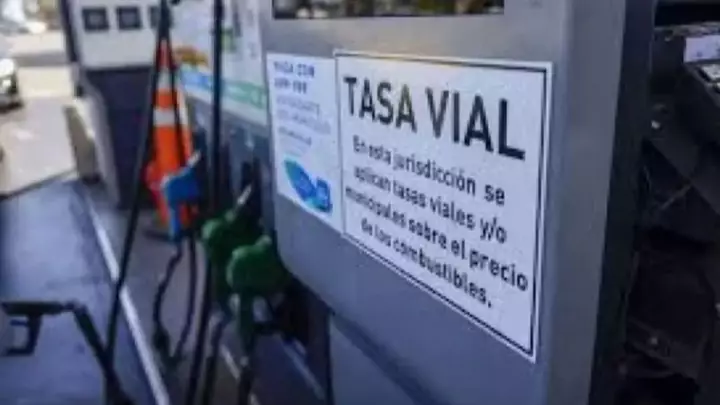 TASA VIAL
En esta jurisdicción se
aplican tasas viales y/o
municipales sobre el precio
de los combustibles.